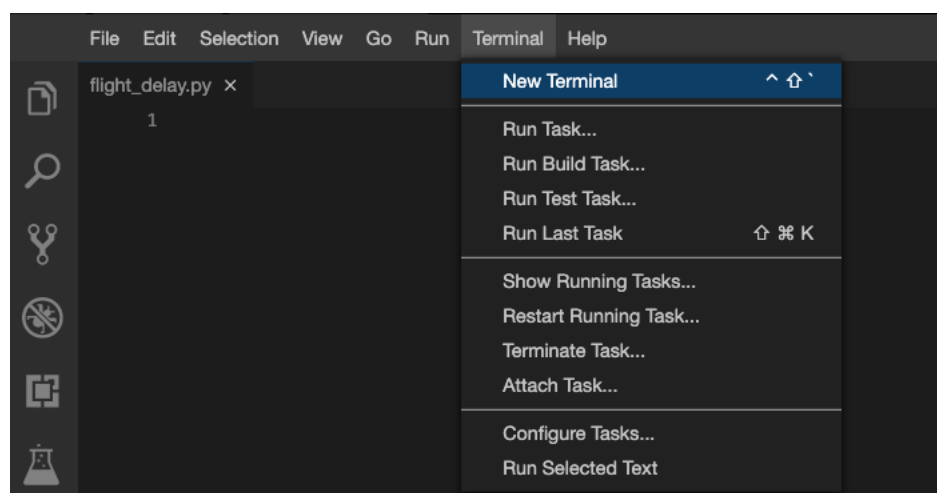 File Edit Selection View Go Run Terminal Help
flight_delay.py ×
1
New Terminal ^ ⇧ `
Run Task...
Run Build Task...
Run Test Task...
Run Last Task ⇧ ⌘ K
Show Running Tasks...
Restart Running Task...
Terminate Task...
Attach Task...
Configure Tasks...
Run Selected Text